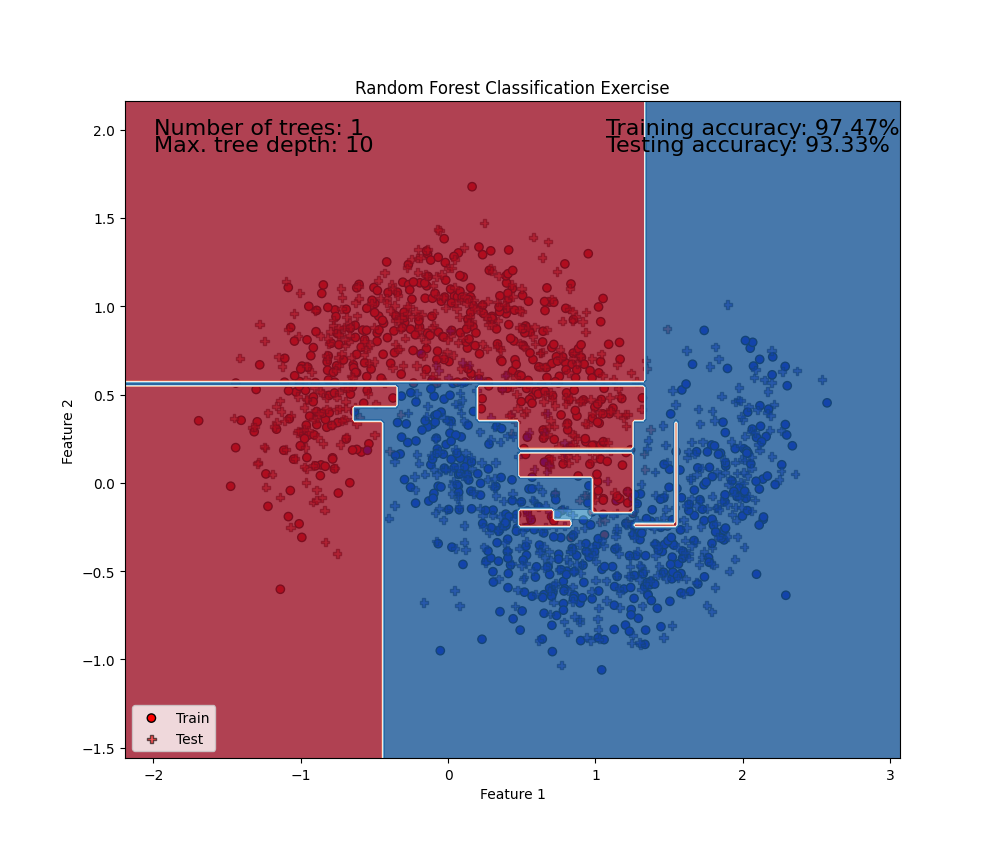 Random Forest Classification Exercise
Number of trees: 1
Max. tree depth: 10
Training accuracy: 97.47%
Testing accuracy: 93.33%
2.0
1.5
1.0
0.5
0.0
−0.5
−1.0
−1.5
Feature 2
Train
Test
−2
−1
0
1
2
3
Feature 1